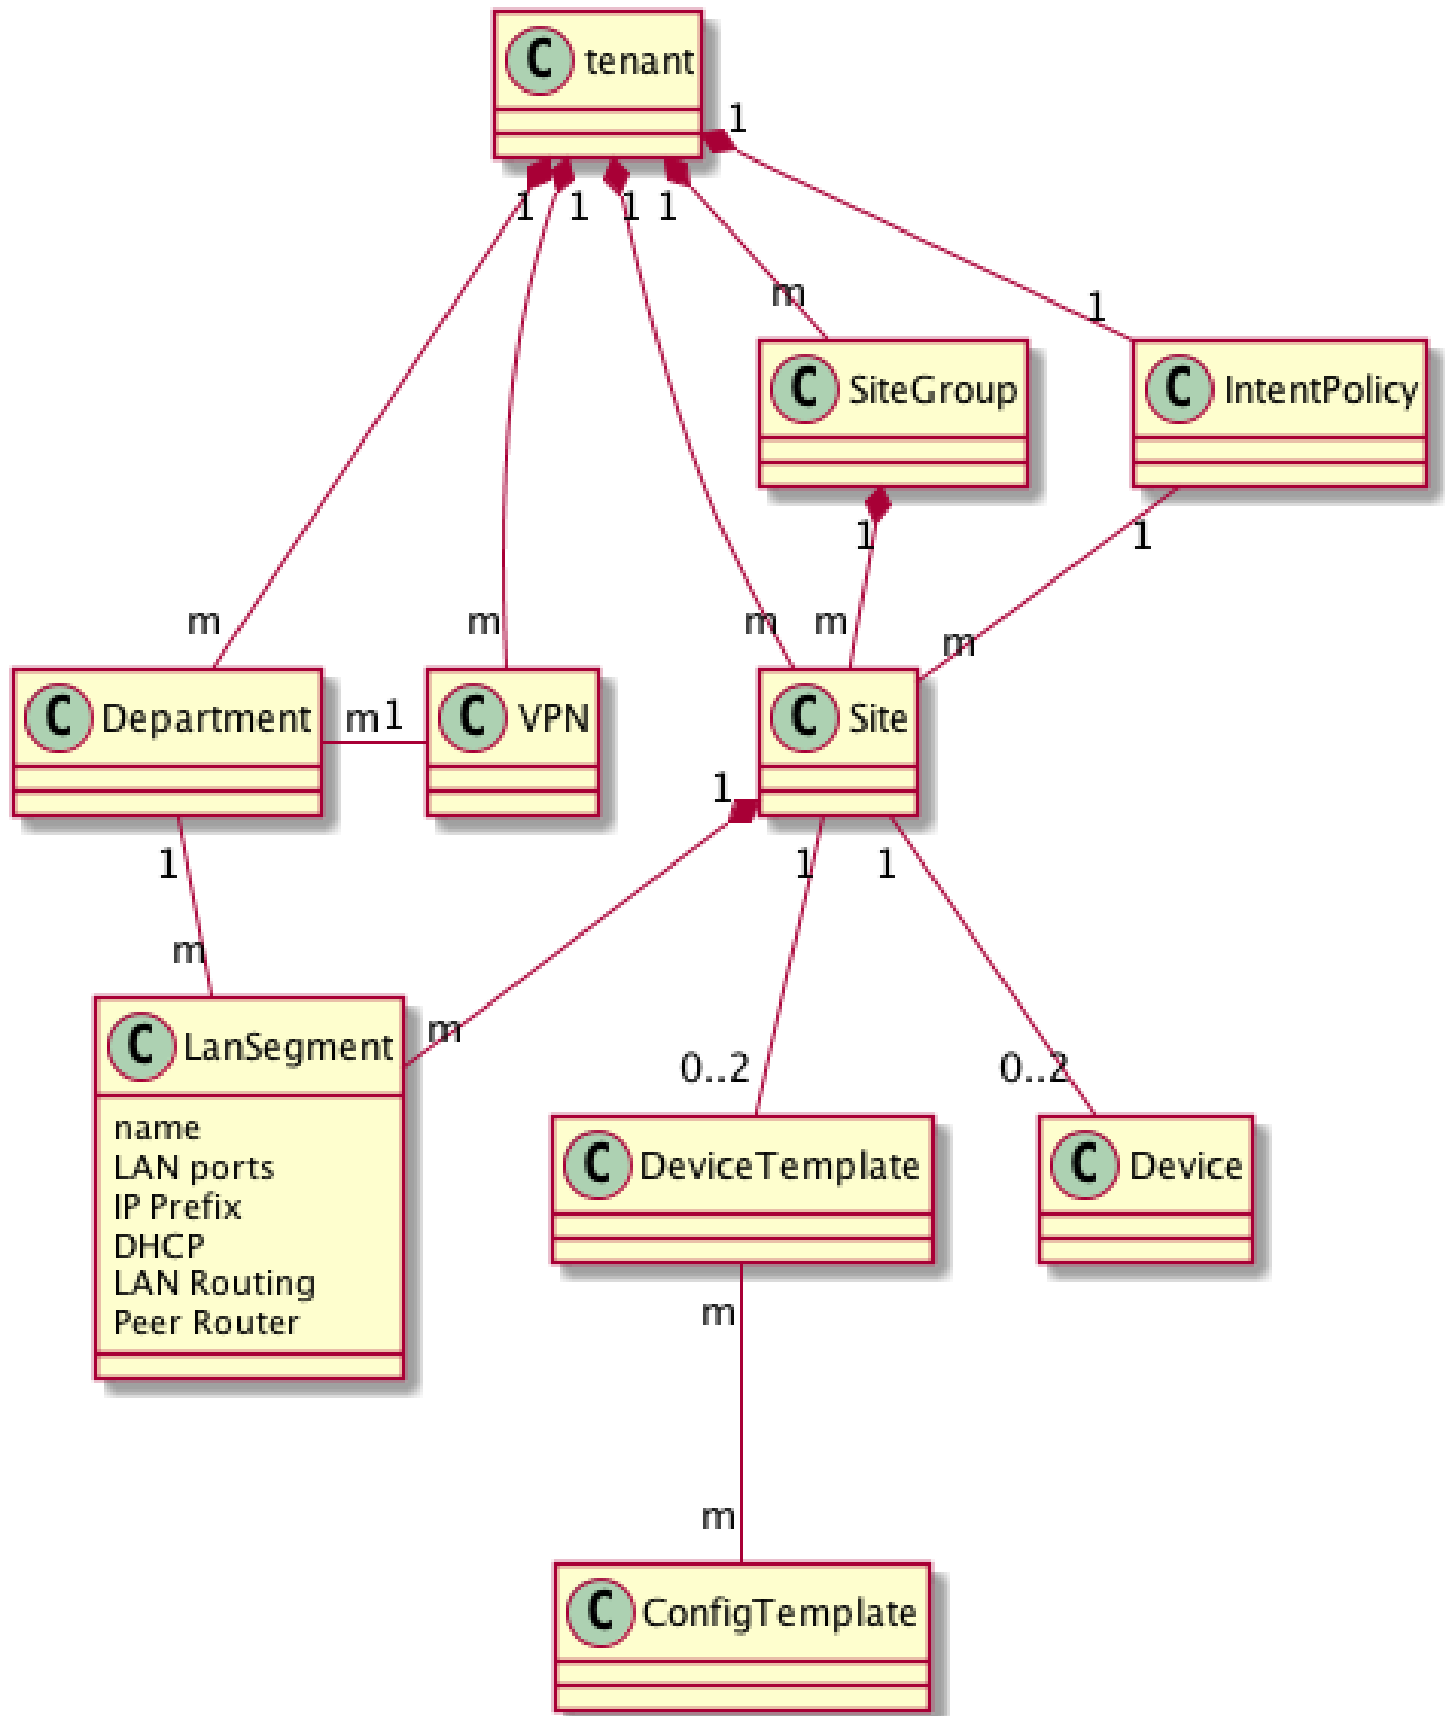 C tenant
1
1 1 1 1
m
1
C SiteGroup
C IntentPolicy
1
1
m
m
m
m
m
C Department
m 1
C VPN
C Site
1
1
1
1
m
m
C LanSegment
name
LAN ports
IP Prefix
DHCP
LAN Routing
Peer Router
0..2
0..2
C DeviceTemplate
C Device
m
m
C ConfigTemplate